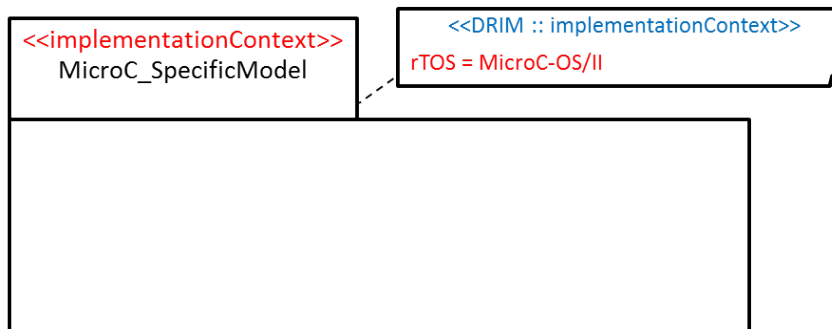 <<implementationContext>>
MicroC_SpecificModel
<<DRIM :: implementationContext>>
rTOS = MicroC-OS/II